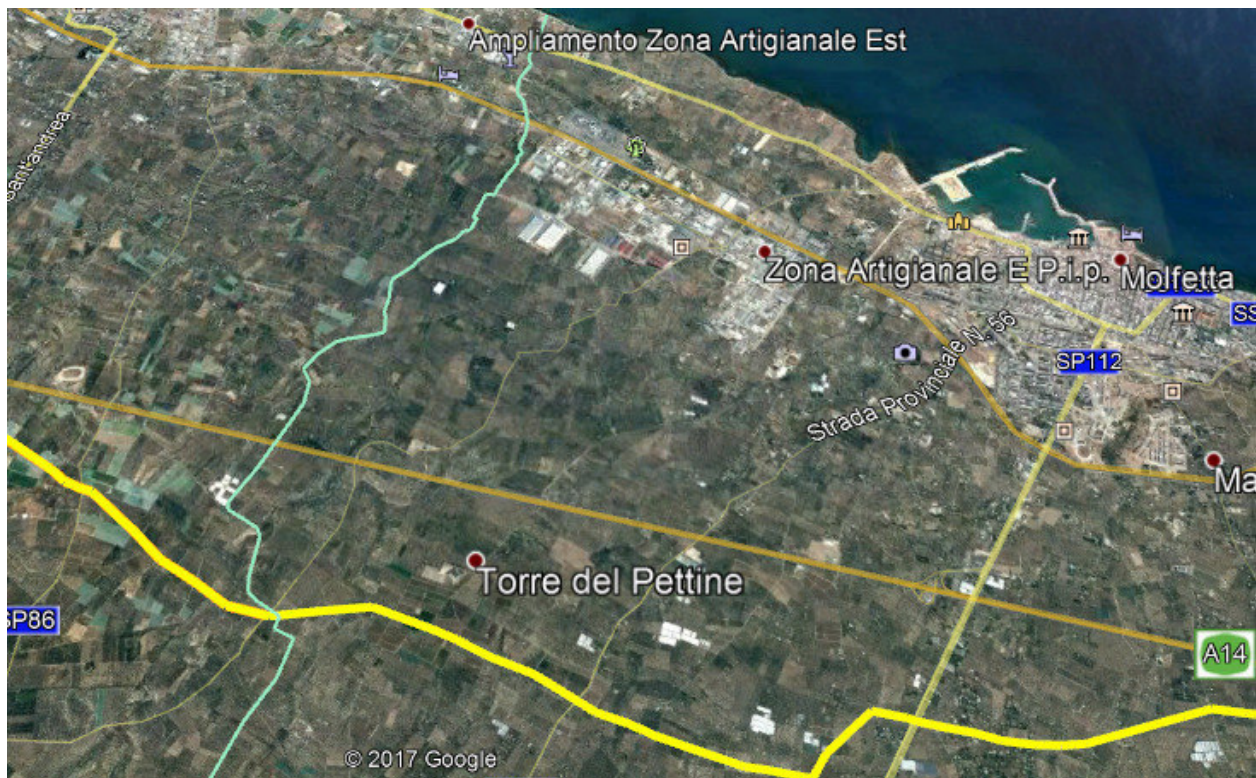 Ampliamento Zona Artigianale Est
Santiandrea
Zona Artigianale E P.i.p.
Molfetta
SS
Strada Provinciale N. 56
SP112
Ma
Torre del Pettine
SP86
A14
© 2017 Google